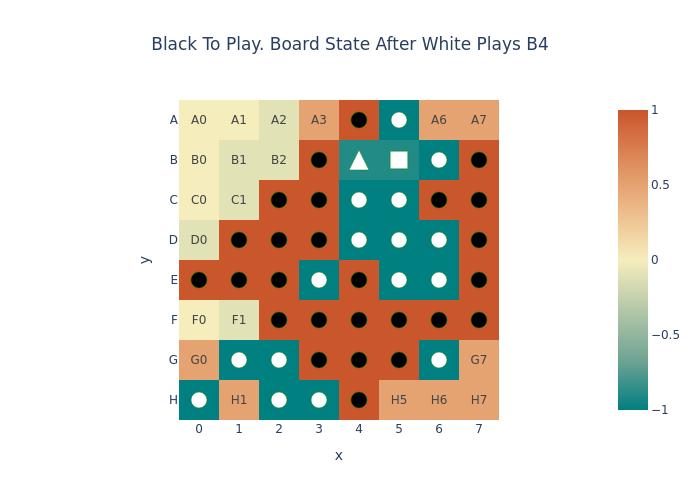 Black To Play. Board State After White Plays B4
A A0 A1 A2 A3 A6 A7
B B0 B1 B2
C C0 C1
D D0
E
F F0 F1
G G0 G7
H H1 H5 H6 H7
0 1 2 3 4 5 6 7
x
y
1
0.5
0
−0.5
−1